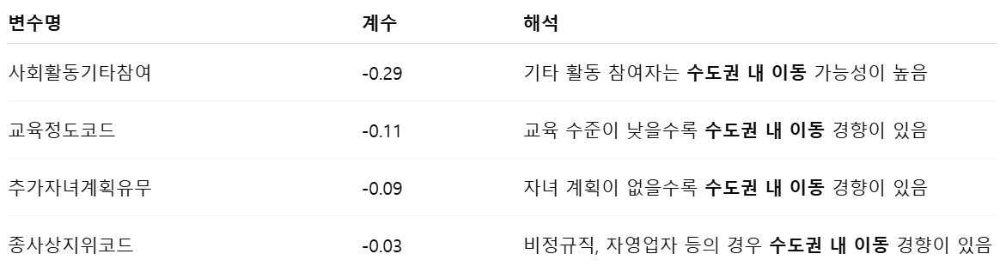 변수명 계수 해석
사회활동기타참여 -0.29 기타 활동 참여자는 수도권 내 이동 가능성이 높음
교육정도코드 -0.11 교육 수준이 낮을수록 수도권 내 이동 경향이 있음
추가자녀계획유무 -0.09 자녀 계획이 없을수록 수도권 내 이동 경향이 있음
종사상지위코드 -0.03 비정규직, 자영업자 등의 경우 수도권 내 이동 경향이 있음